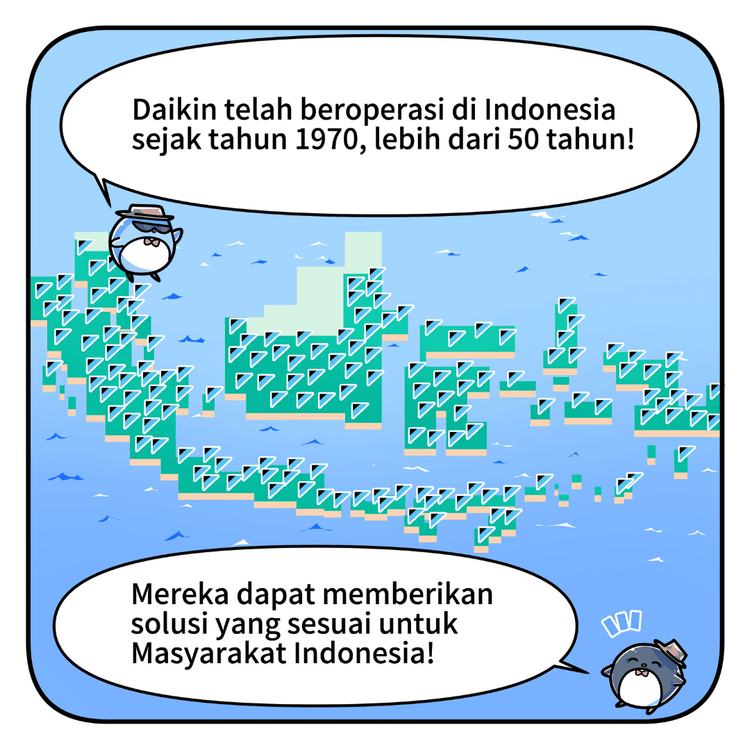 Daikin telah beroperasi di Indonesia
sejak tahun 1970, lebih dari 50 tahun!
Mereka dapat memberikan
solusi yang sesuai untuk
Masyarakat Indonesia!